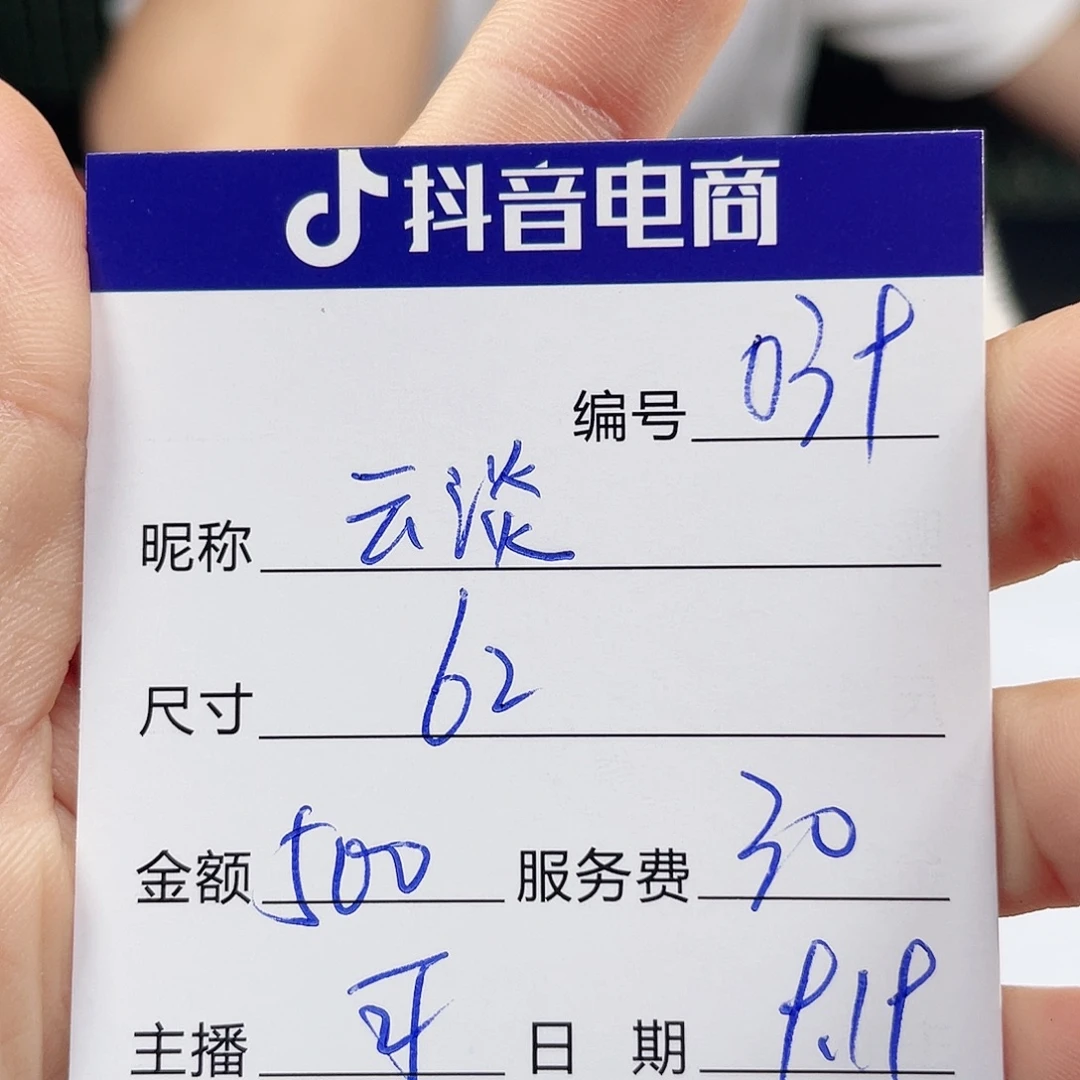 抖音电商
编号 039
昵称 云淡
尺寸 62
金额 500 服务费 30
主播 牙 日期 9.19